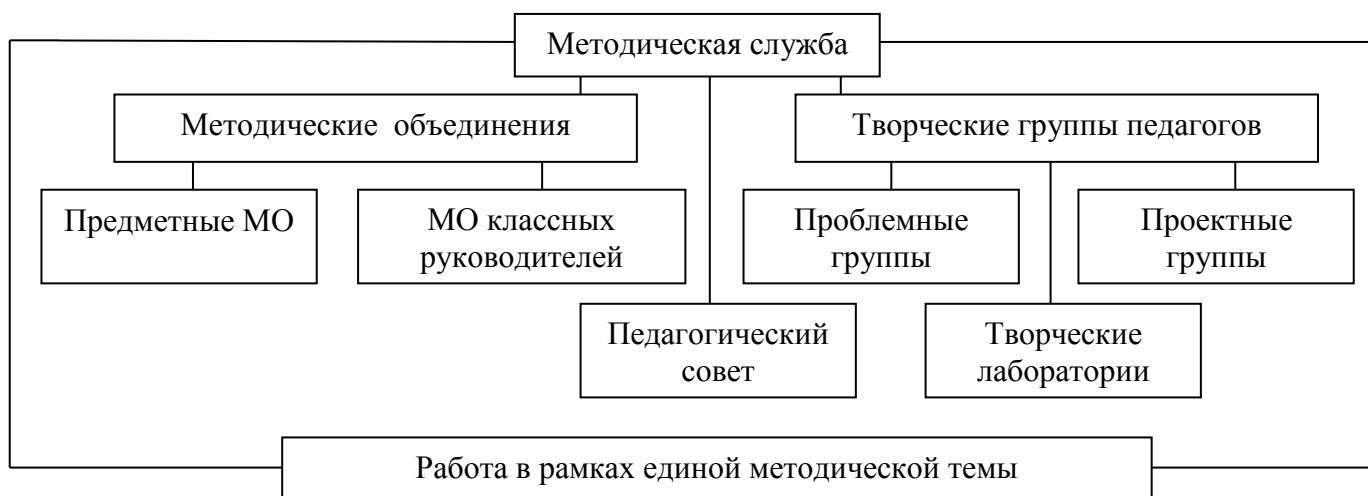 Методическая служба
Методические объединения
Творческие группы педагогов
Предметные МО
МО классных
руководителей
Проблемные
группы
Проектные
группы
Педагогический
совет
Творческие
лаборатории
Работа в рамках единой методической темы